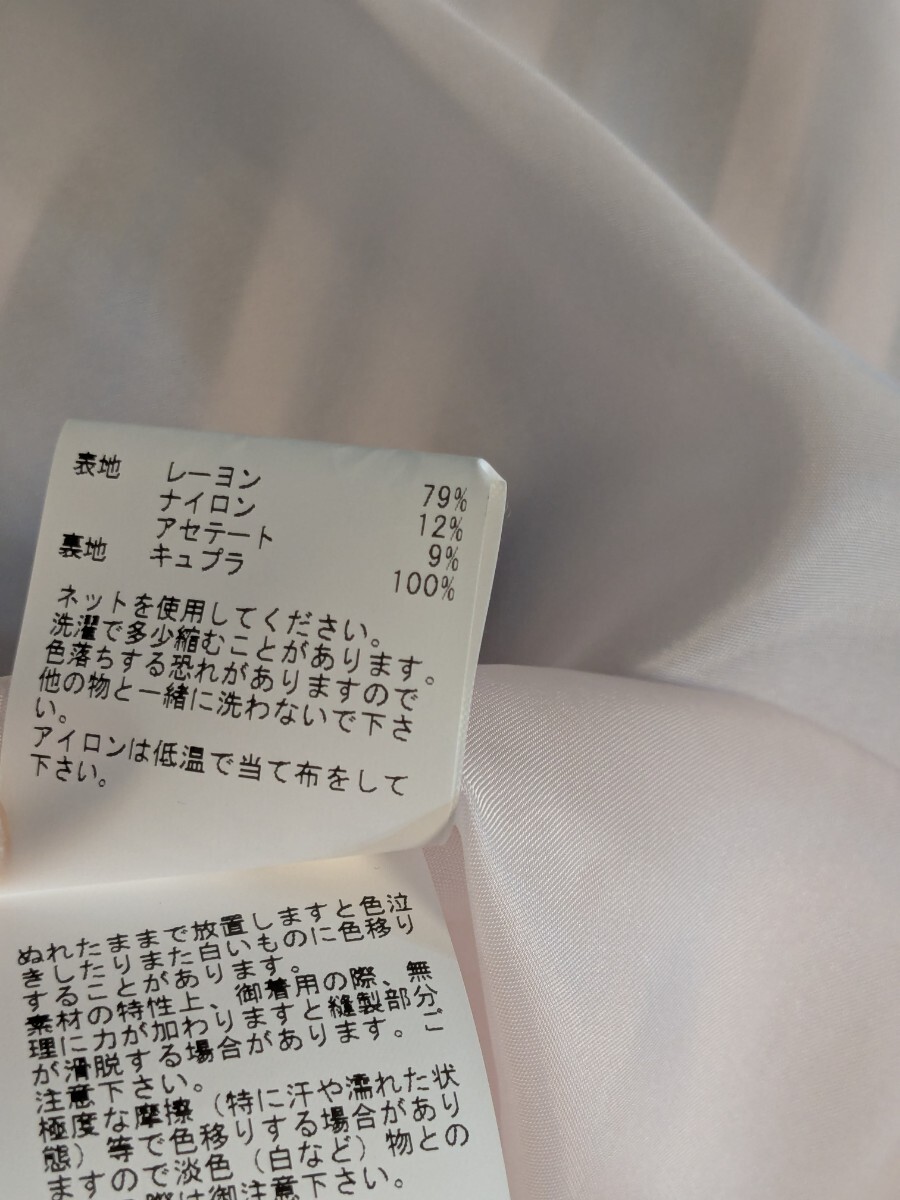 表地 レーヨン 79%
ナイロン 12%
アセテート 9%
裏地 キュプラ 100%
ネットを使用してください。
洗濯で多少縮むことがあります。
色落ちする恐れがありますので
他の物と一緒に洗わないで下さ
い。
アイロンは低温で当て布をして
下さい。
ぬれたままで放置しますと色泣
きしたりまた白いものに色移り
することがあります。
素材の特性上、御着用の際、無
理に力が加わりますと縫製部分
が滑脱する場合があります。ご
注意下さい。
極度な摩擦（特に汗や濡れた状
態）等で色移りする場合があり
ますので淡色（白など）物との
際は御注意下さい。